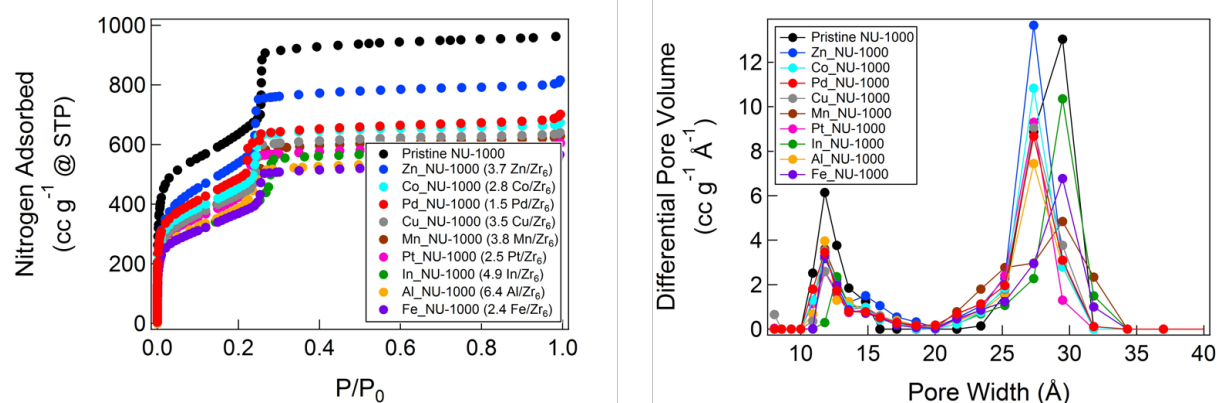 1000
800
600
400
200
0
Nitrogen Adsorbed
(cc g⁻¹ @ STP)
Pristine NU-1000
Zn_NU-1000 (3.7 Zn/Zr₆)
Co_NU-1000 (2.8 Co/Zr₆)
Pd_NU-1000 (1.5 Pd/Zr₆)
Cu_NU-1000 (3.5 Cu/Zr₆)
Mn_NU-1000 (3.8 Mn/Zr₆)
Pt_NU-1000 (2.5 Pt/Zr₆)
In_NU-1000 (4.9 In/Zr₆)
Al_NU-1000 (6.4 Al/Zr₆)
Fe_NU-1000 (2.4 Fe/Zr₆)
0.0 0.2 0.4 0.6 0.8 1.0
P/P₀
12
10
8
6
4
2
0
Differential Pore Volume
(cc g⁻¹ Å⁻¹)
Pristine NU-1000
Zn_NU-1000
Co_NU-1000
Pd_NU-1000
Cu_NU-1000
Mn_NU-1000
Pt_NU-1000
In_NU-1000
Al_NU-1000
Fe_NU-1000
10 15 20 25 30 35 40
Pore Width (Å)